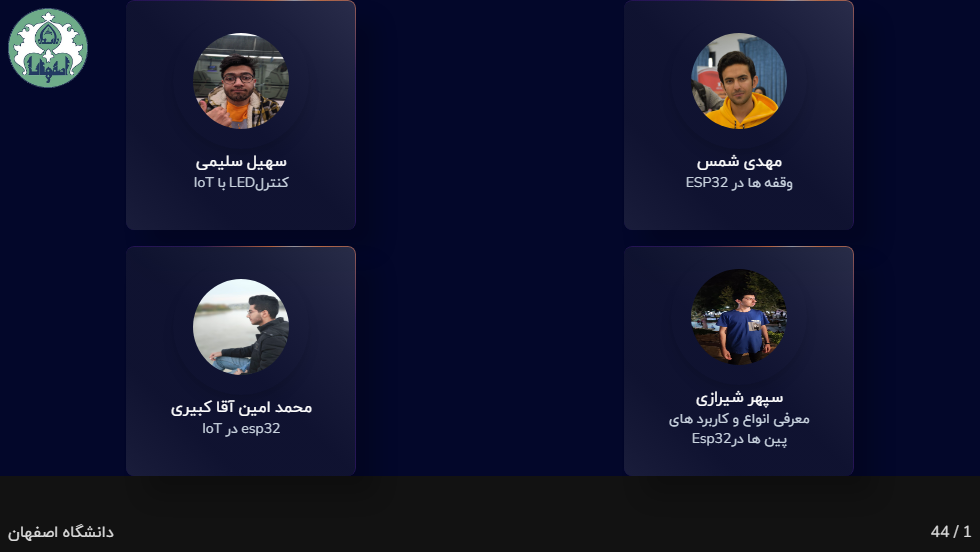 مهدی شمس
وقفه ها در ESP32
سهیل سلیمی
کنترلLED با IoT
سپهر شیرازی
معرفی انواع و کاربرد های
پین ها درEsp32
محمد امین آقا کبیری
esp32 در IoT
44 / 1
دانشگاه اصفهان